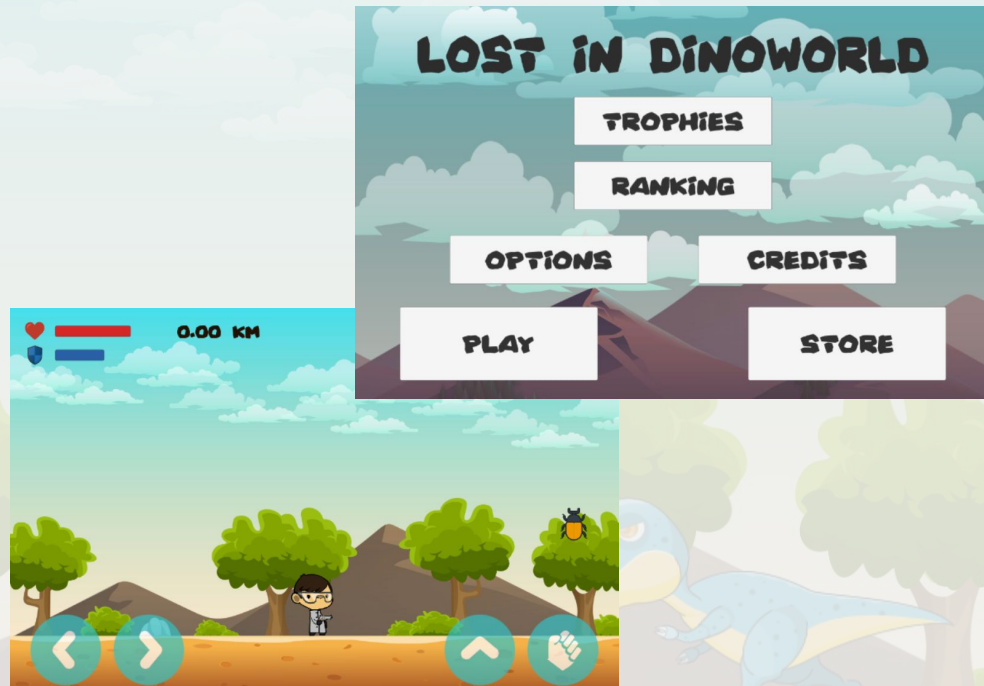 LOST iN DiNOWORLD
TROPHiES
RANKiNG
OPTiONS
CREDiTS
PLAY
STORE
0.00 KM